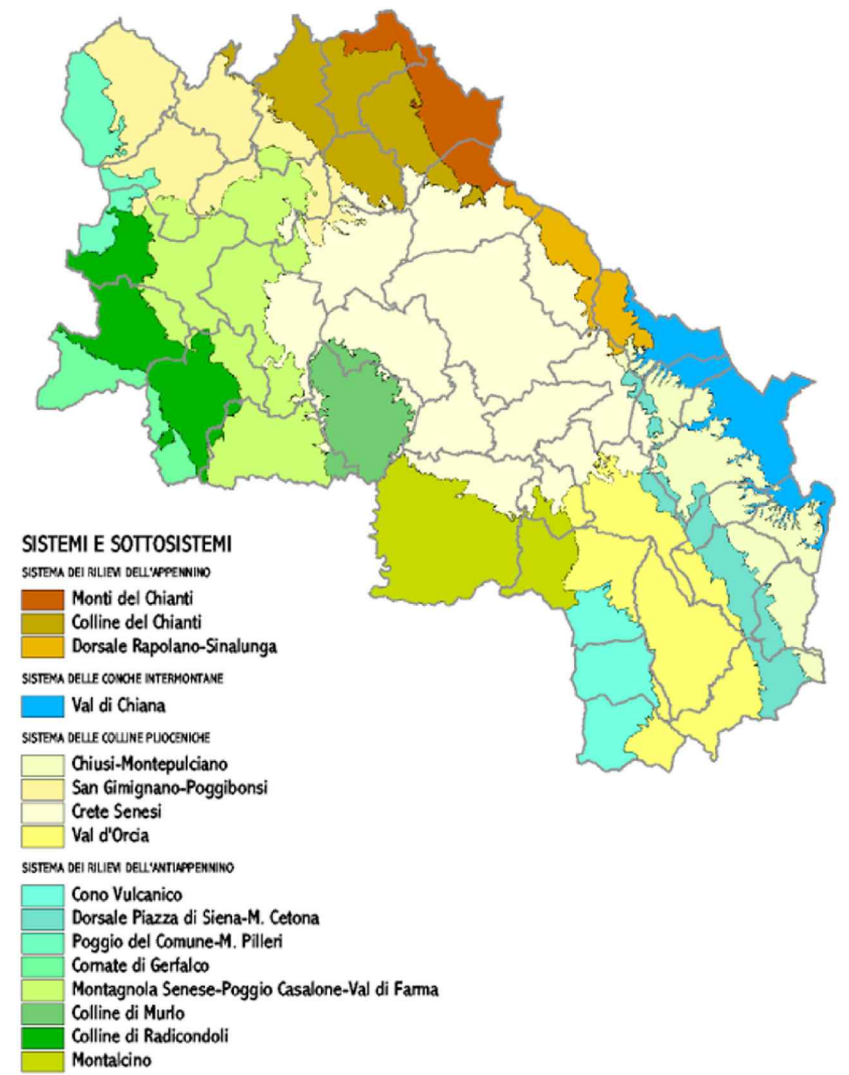 SISTEMI E SOTTOSISTEMI
SISTEMA DEI RILIEVI DELL'APPENNINO
Monti del Chianti
Colline del Chianti
Dorsale Rapolano-Sinalunga
SISTEMA DELLE CONCHE INTERMONTANE
Val di Chiana
SISTEMA DELLE COLLINE PLIOCENICHE
Chiusi-Montepulciano
San Gimignano-Poggibonsi
Crete Senesi
Val d'Orcia
SISTEMA DEI RILIEVI DELL'ANTIAPPENNINO
Cono Vulcanico
Dorsale Piazza di Siena-M. Cetona
Poggio del Comune-M. Pilleri
Cornate di Gerfalco
Montagnola Senese-Poggio Casalone-Val di Farma
Colline di Murlo
Colline di Radicondoli
Montalcino